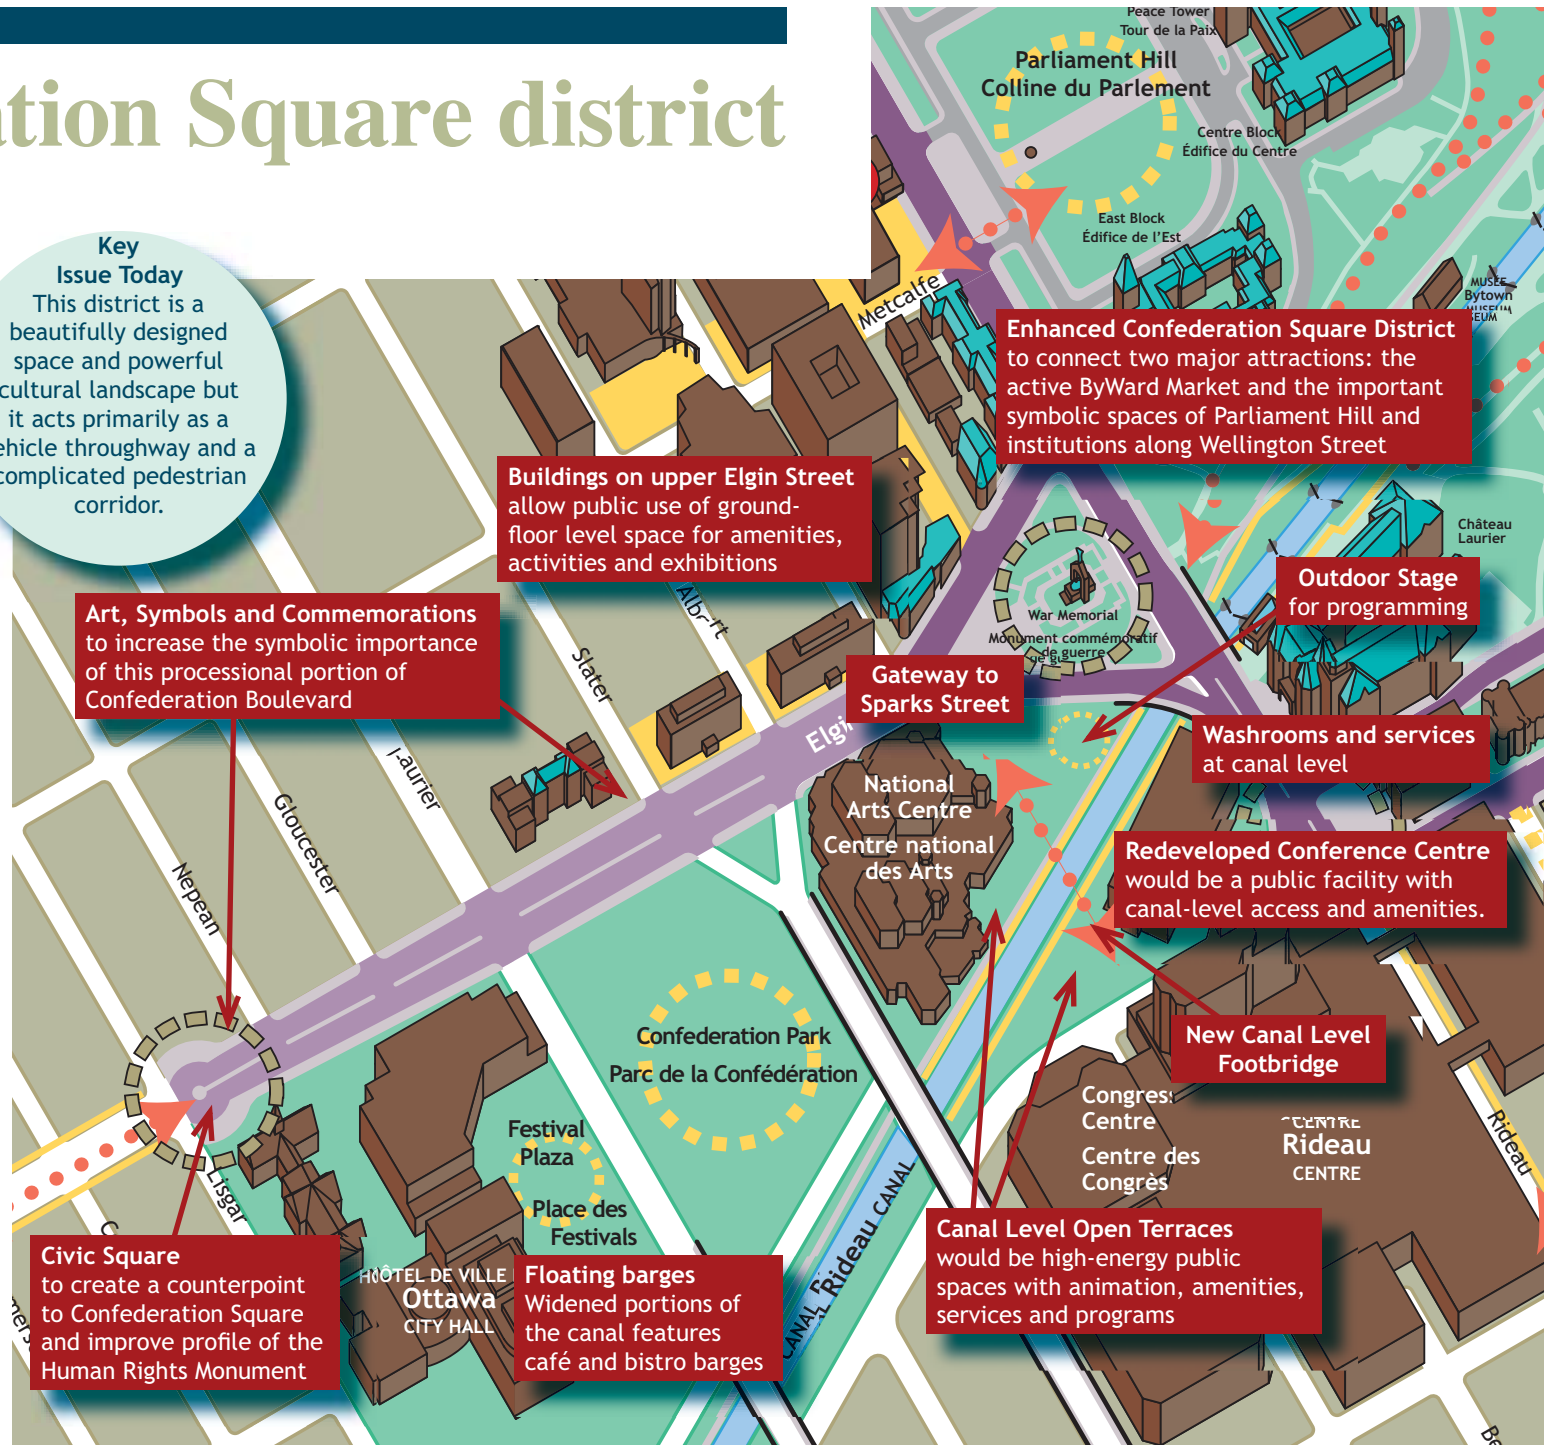 Square district
Key
Issue Today
This district is a
beautifully designed
space and powerful
cultural landscape but
it acts primarily as a
throughway and a
complicated pedestrian
corridor.
Peace Tower
Tour de la Paix
Parliament Hill
Colline du Parlement
Centre Block
Édifice du Centre
East Block
Édifice de l'Est
MUSÉE
Bytown
MUSEUM
Metcalfe
Enhanced Confederation Square District
to connect two major attractions: the
active ByWard Market and the important
symbolic spaces of Parliament Hill and
institutions along Wellington Street
Buildings on upper Elgin Street
allow public use of ground-
floor level space for amenities,
activities and exhibitions
Château
Laurier
Outdoor Stage
for programming
Art, Symbols and Commemorations
to increase the symbolic importance
of this processional portion of
Confederation Boulevard
Albert
War Memorial
Monument commémoratif
de guerre
Slater
Gateway to
Sparks Street
Elgin
Washrooms and services
at canal level
Laurier
National
Arts Centre
Centre national
des Arts
Gloucester
Redeveloped Conference Centre
would be a public facility with
canal-level access and amenities.
Nepean
New Canal Level
Footbridge
Confederation Park
Parc de la Confédération
Congress
Centre
Centre des
Congrès
CENTRE
Rideau
CENTRE
Rideau
Festival
Plaza
Place des
Festivals
Lisgar
Rideau CANAL
CANAL
Canal Level Open Terraces
would be high-energy public
spaces with animation, amenities,
services and programs
Civic Square
to create a counterpoint
to Confederation Square
and improve profile of the
Human Rights Monument
HÔTEL DE VILLE
Ottawa
CITY HALL
Floating barges
Widened portions of
the canal features
café and bistro barges